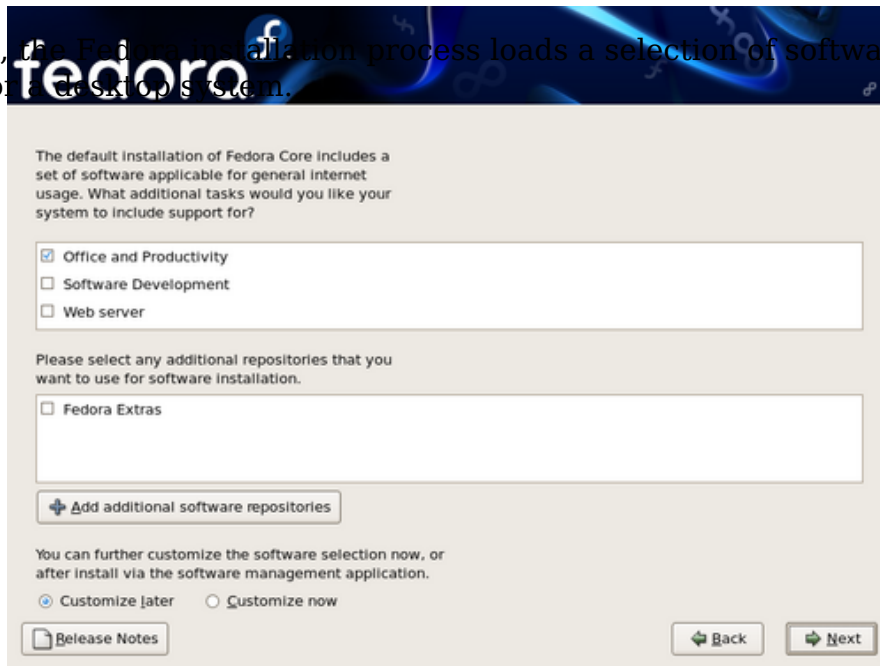 , the Fedora installation process loads a selection of softwa
or a desktop system.
fedora
The default installation of Fedora Core includes a
set of software applicable for general internet
usage. What additional tasks would you like your
system to include support for?
Office and Productivity
Software Development
Web server
Please select any additional repositories that you
want to use for software installation.
Fedora Extras
Add additional software repositories
You can further customize the software selection now, or
after install via the software management application.
Customize later Customize now
Release Notes Back Next